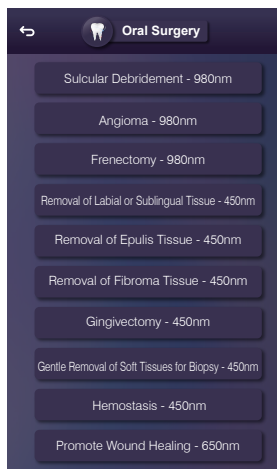 Oral Surgery
Sulcular Debridement - 980nm
Angioma - 980nm
Frenectomy - 980nm
Removal of Labial or Sublingual Tissue - 450nm
Removal of Epulis Tissue - 450nm
Removal of Fibroma Tissue - 450nm
Gingivectomy - 450nm
Gentle Removal of Soft Tissues for Biopsy - 450nm
Hemostasis - 450nm
Promote Wound Healing - 650nm